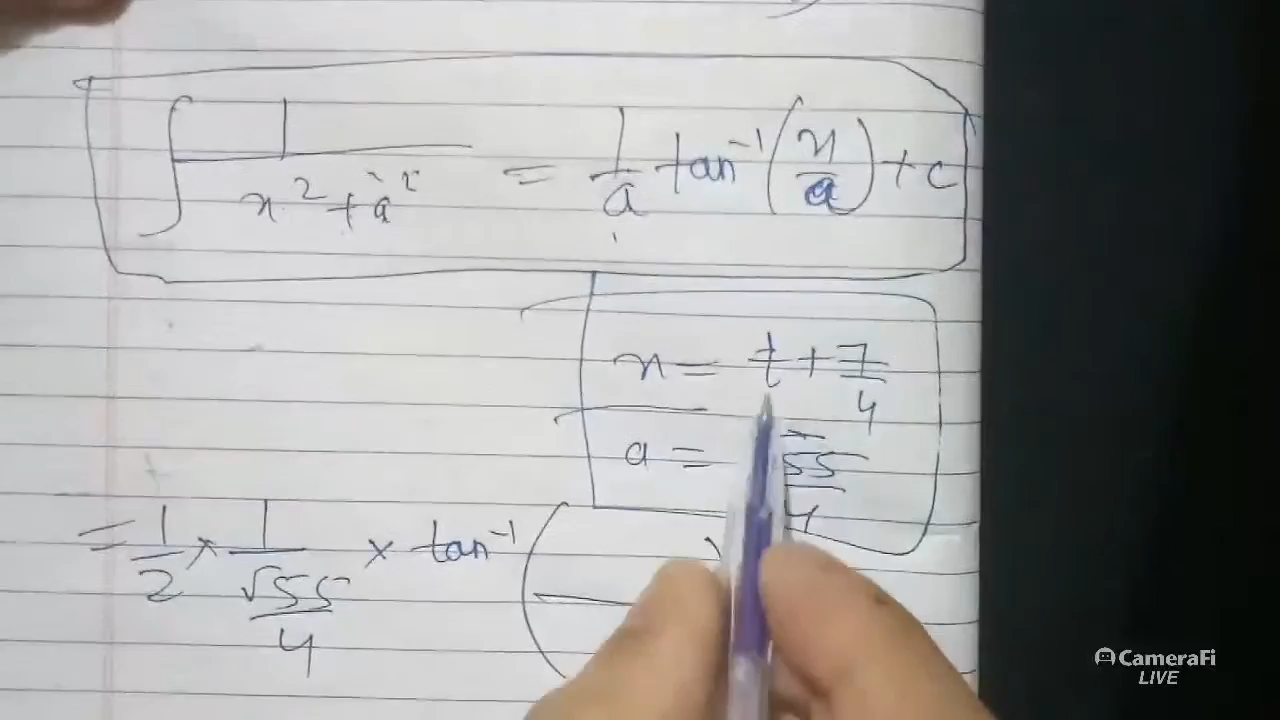 ∫ 1/(x² + a²) = 1/a tan⁻¹(x/a) + c
x = t + 7/4
a = √55/4
= 1/2 × 1/(√55/4) × tan⁻¹(
CameraFi
LIVE